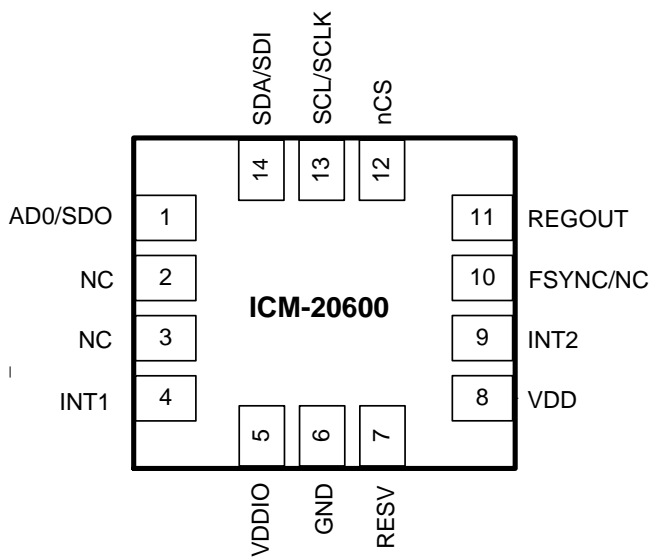 SDA/SDI
SCL/SCLK
nCS
14
13
12
AD0/SDO
1
11
REGOUT
NC
2
10
FSYNC/NC
ICM-20600
NC
3
9
INT2
INT1
4
8
VDD
5
6
7
VDDIO
GND
RESV